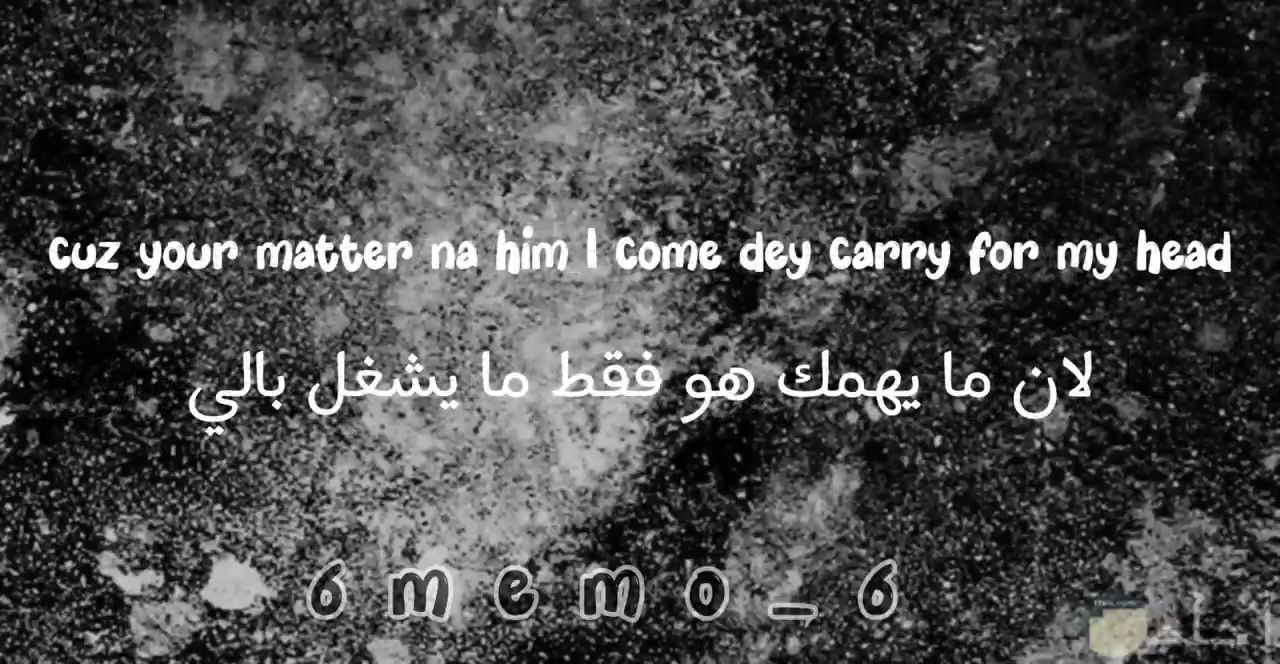 cuz your matter na him I come dey carry for my head
لان ما يهمك هو فقط ما يشغل بالي
6 m e m o _ 6